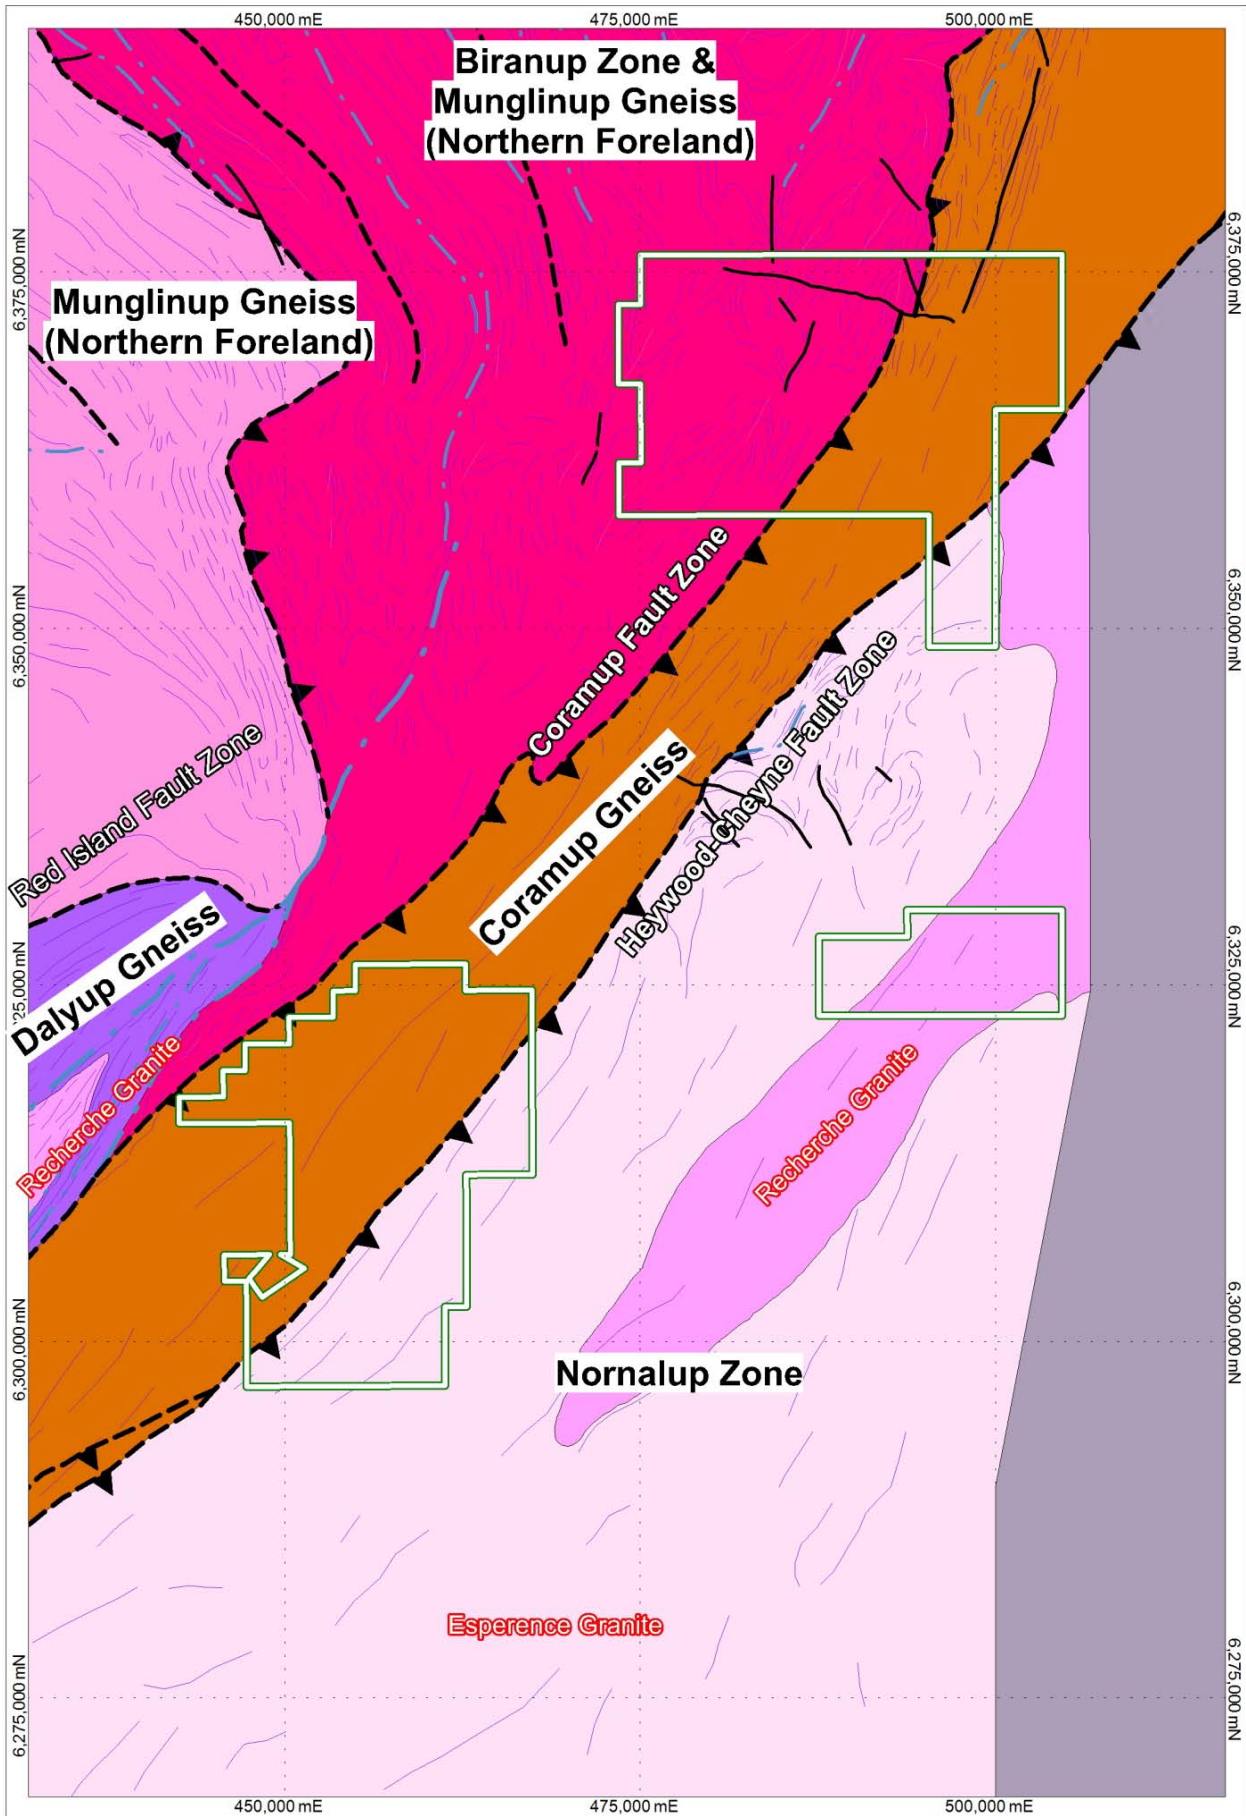 450,000 mE
475,000 mE
500,000 mE
Biranup Zone &
Munglinup Gneiss
(Northern Foreland)
6,375,000 mN
6,375,000 mN
Munglinup Gneiss
(Northern Foreland)
Coramup Fault Zone
6,350,000 mN
6,350,000 mN
Heywood-Cheyne Fault Zone
Red Island Fault Zone
Coramup Gneiss
Dalyup Gneiss
25,000 mN
6,325,000 mN
Recherche Granite
Recherche Granite
6,300,000 mN
6,300,000 mN
Nornalup Zone
Esperence Granite
6,275,000 mN
6,275,000 mN
450,000 mE
475,000 mE
500,000 mE